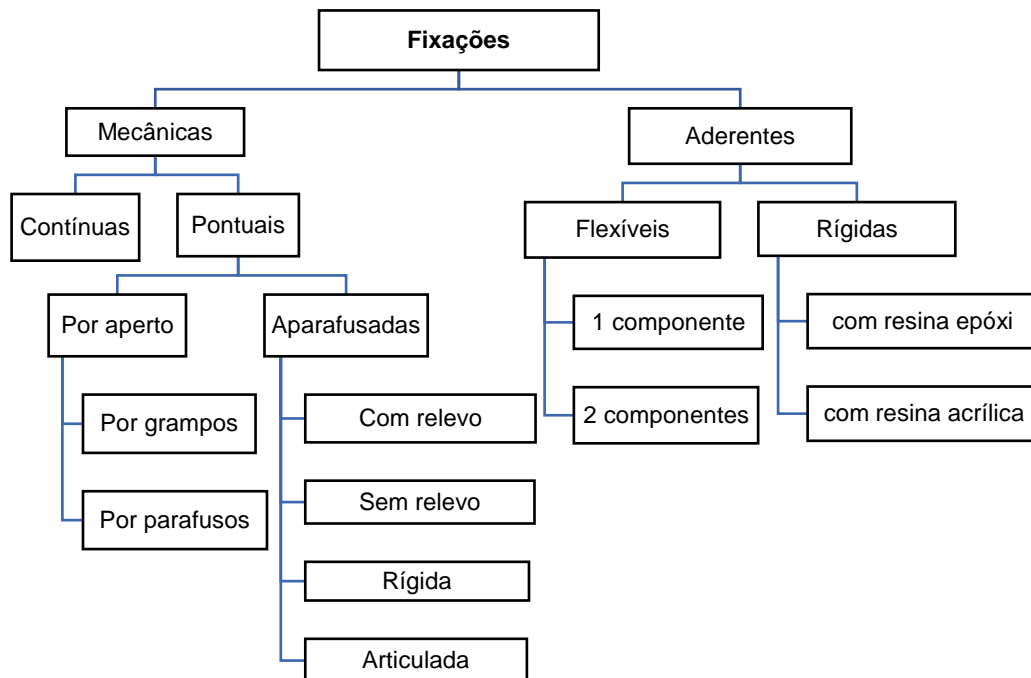 Fixações
Mecânicas
Aderentes
Contínuas
Pontuais
Flexíveis
Rígidas
Por aperto
Aparafusadas
1 componente
com resina epóxi
Por grampos
Com relevo
2 componentes
com resina acrílica
Por parafusos
Sem relevo
Rígida
Articulada